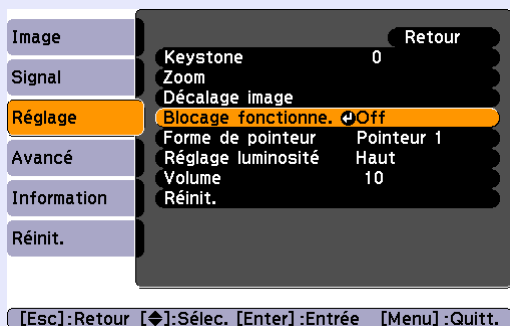 Image
Signal
Réglage
Avancé
Information
Réinit.
Retour
Keystone 0
Zoom
Décalage image
Blocage fonctionne. Off
Forme de pointeur Pointeur 1
Réglage luminosité Haut
Volume 10
Réinit.
[Esc]:Retour [◆]:Sélec. [Enter]:Entrée [Menu]:Quitt.